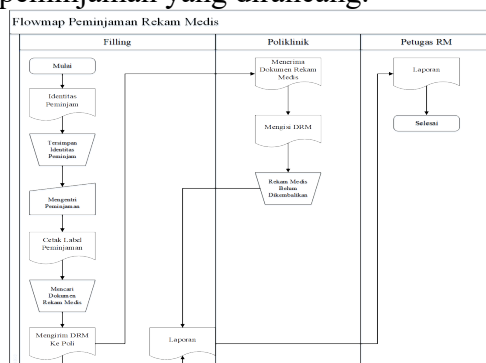 peminjaman yang dirancang.
Flowmap Peminjaman Rekam Medis
Filling
Poliklinik
Petugas RM
Mulai
Identitas
Peminjam
Tersimpan
Identitas
Peminjam
Mengentri
Peminjaman
Cetak Label
Peminjaman
Mencari
Dokumen
Rekam Medis
Mengirim DRM
Ke Poli
Menerima
Dokumen Rekam
Medis
Mengisi DRM
Rekam Medis
Belum
Dikembalikan
Laporan
Laporan
Selesai